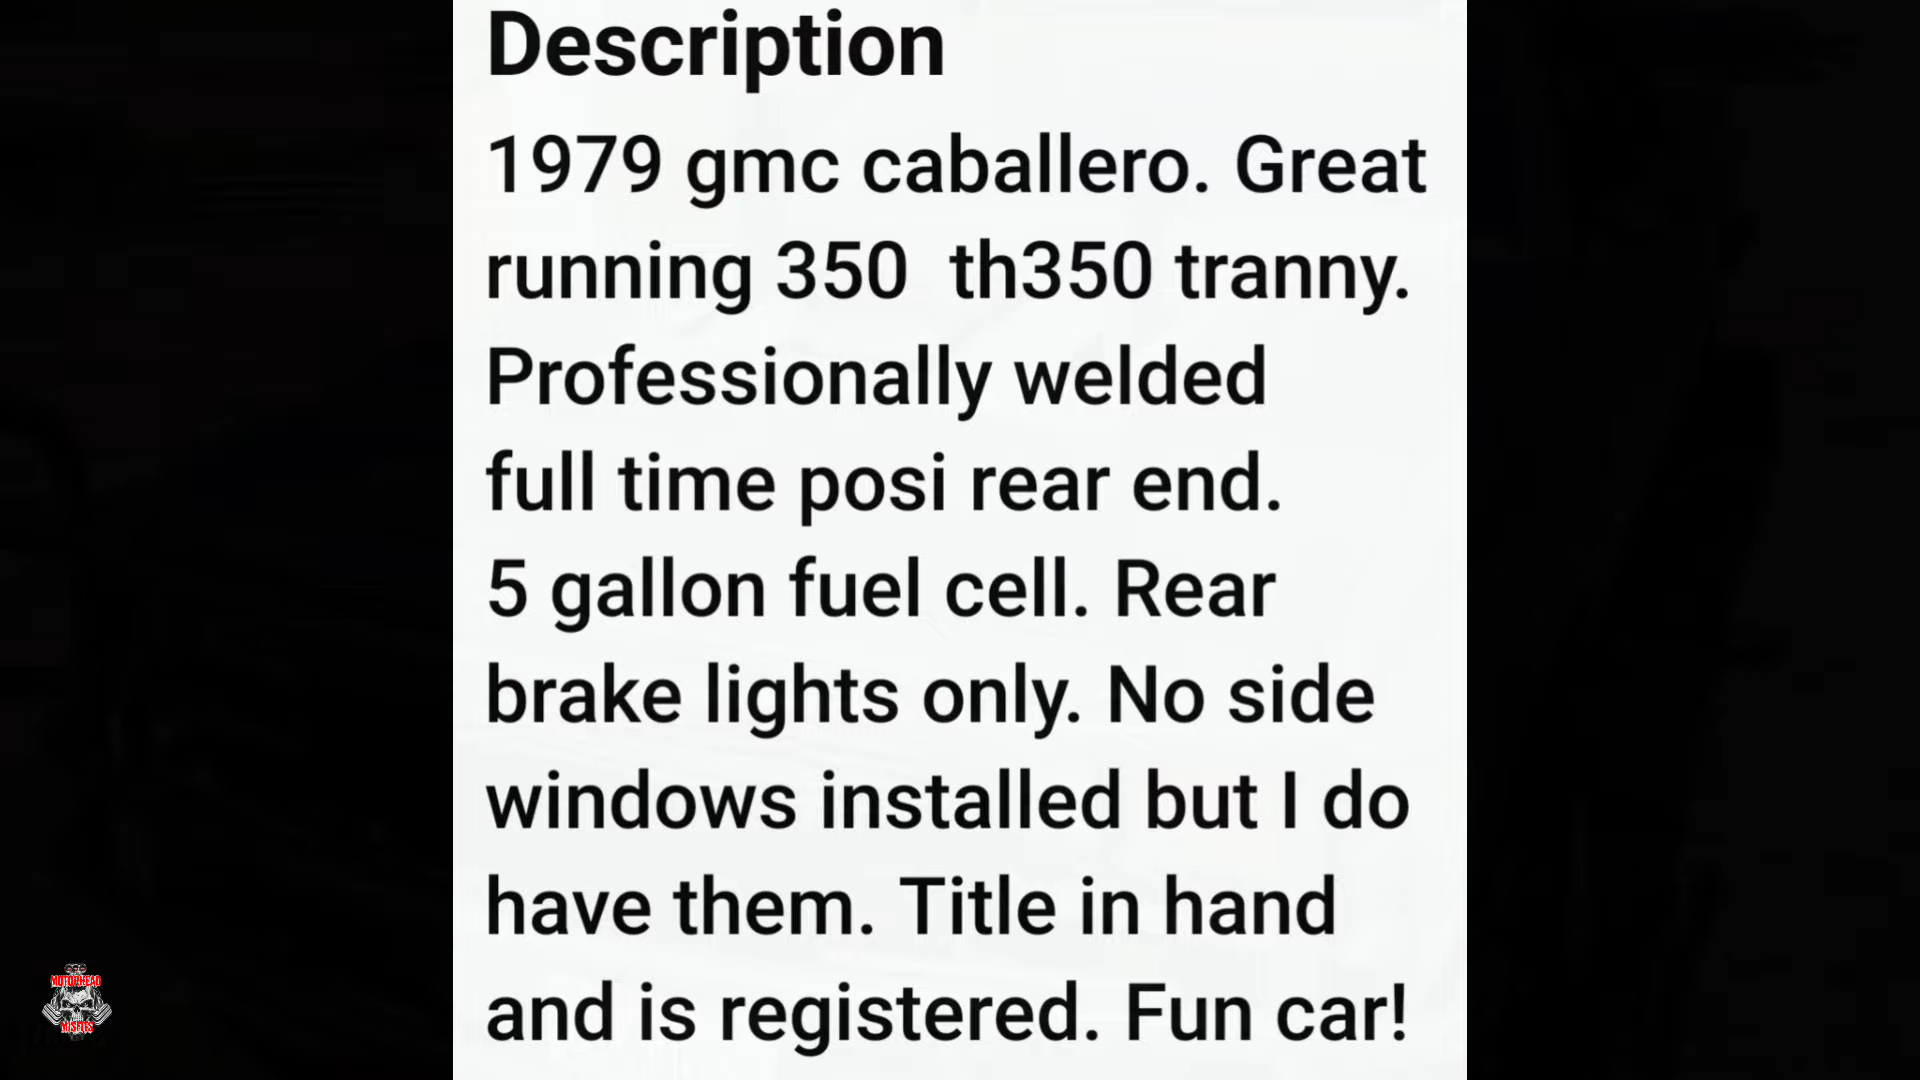 Description
1979 gmc caballero. Great
running 350  th350 tranny.
Professionally welded
full time posi rear end.
5 gallon fuel cell. Rear
brake lights only. No side
windows installed but I do
have them. Title in hand
and is registered. Fun car!
MOTORHEAD
MISFITS